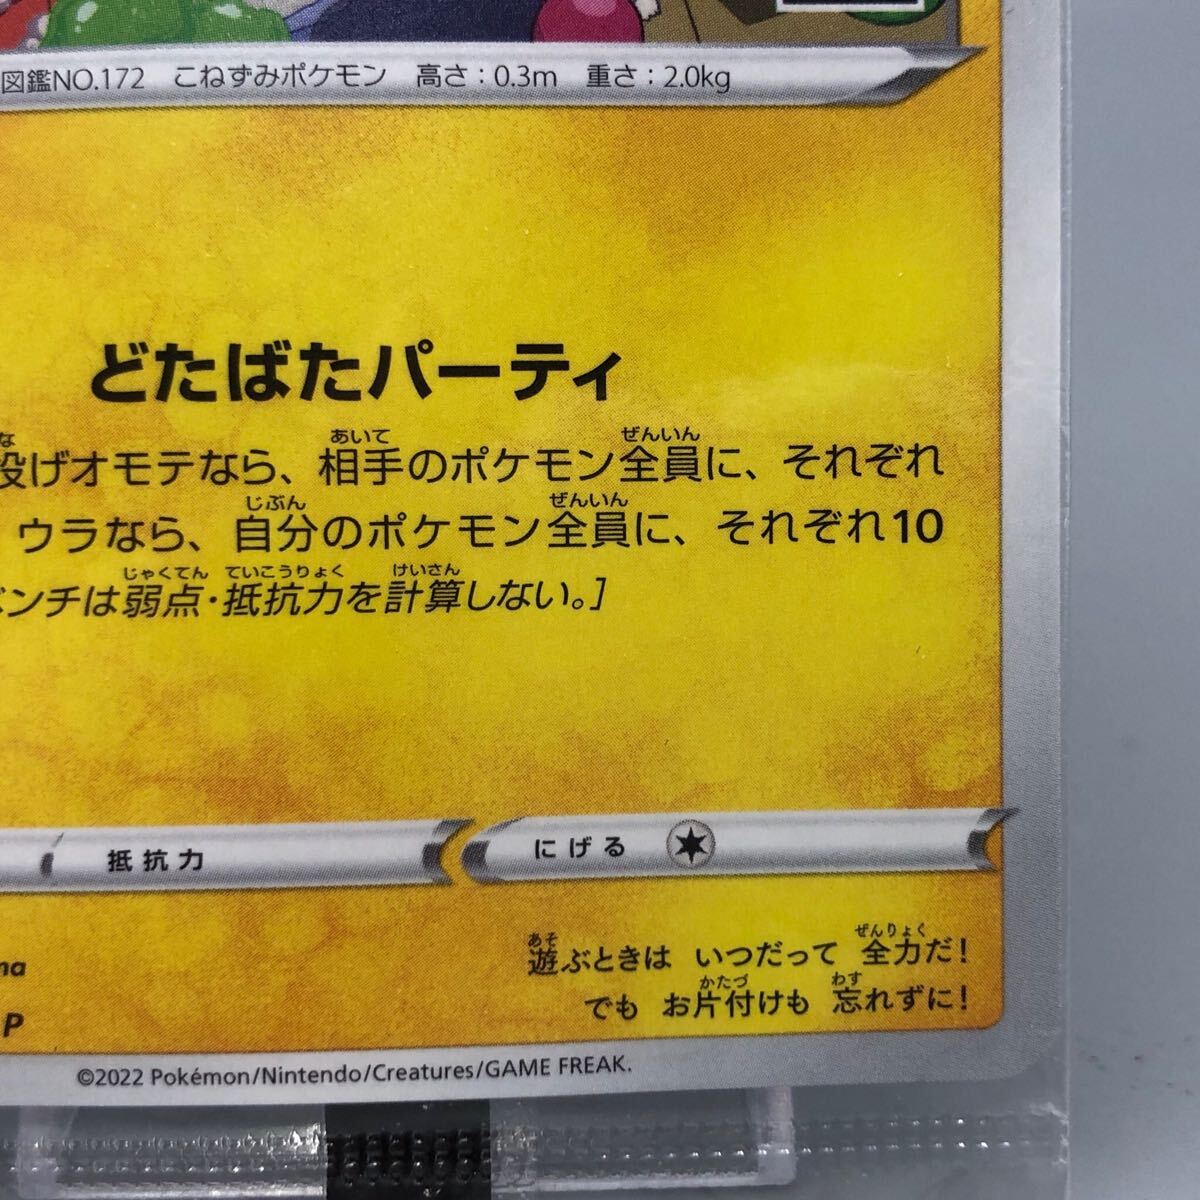 図鑑NO.172 こねずみポケモン 高さ:0.3m 重さ:2.0kg
どたばたパーティ
な あいて ぜんいん
投げオモテなら、相手のポケモン全員に、それぞれ
じぶん ぜんいん
ウラなら、自分のポケモン全員に、それぞれ10
じゃくてん ていこうりょく けいさん
ベンチは弱点・抵抗力を計算しない。]
抵抗力 にげる
あそ ぜんりょく
遊ぶときは いつだって 全力だ!
かたづ わす
でも お片付けも 忘れずに!
P
©2022 Pokémon/Nintendo/Creatures/GAME FREAK.